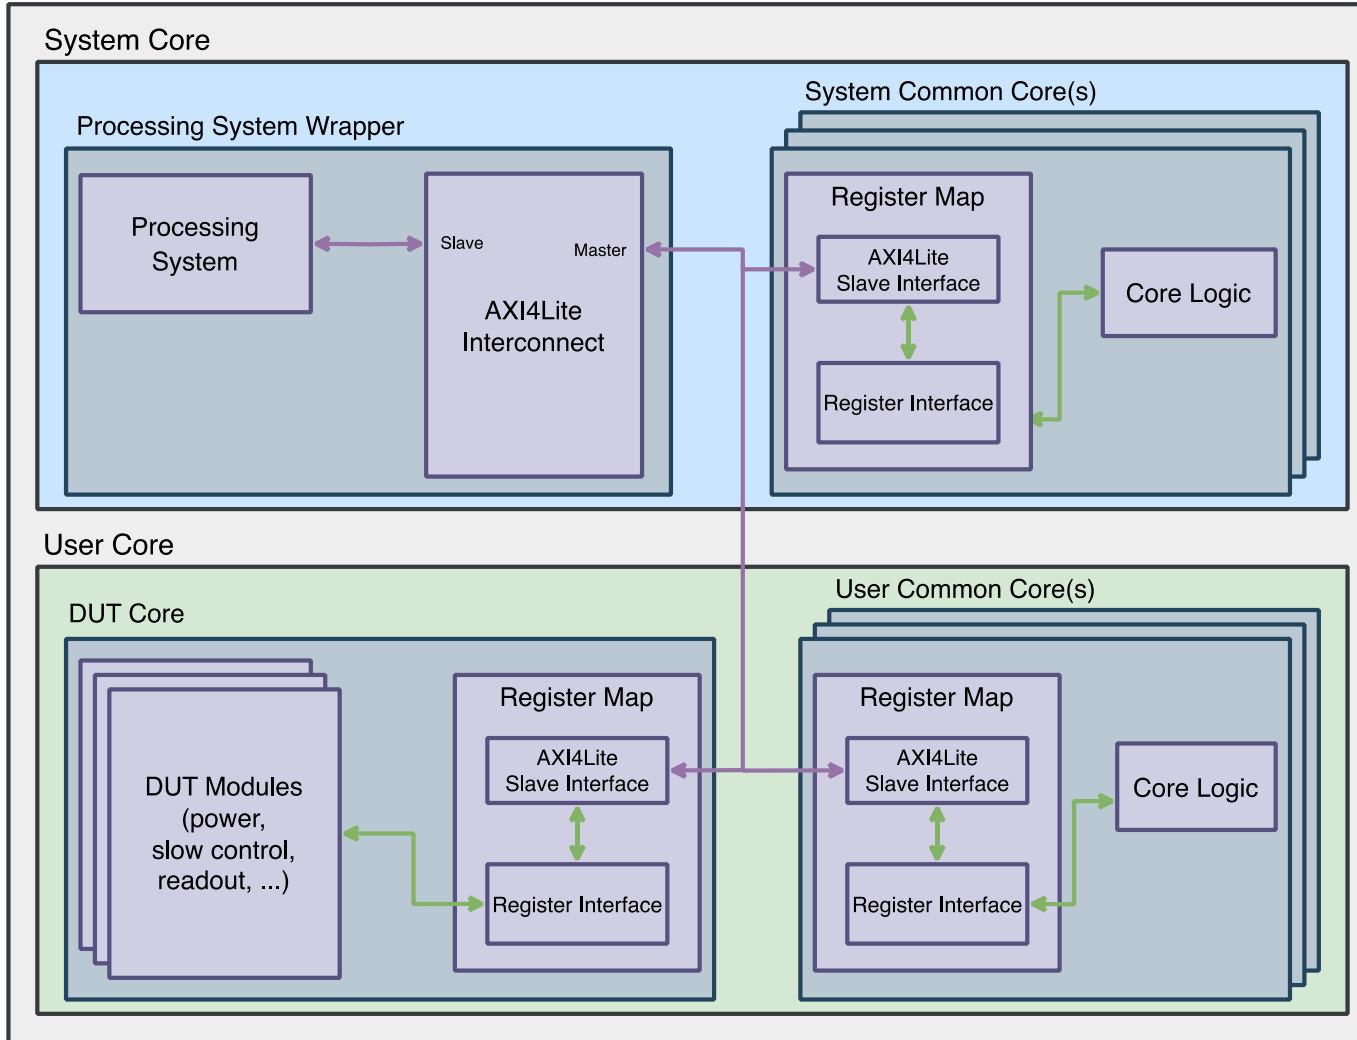 System Core
System Common Core(s)
Processing System Wrapper
Processing
System
Slave
Master
AXI4Lite
Interconnect
Register Map
AXI4Lite
Slave Interface
Register Interface
Core Logic
User Core
DUT Core
User Common Core(s)
DUT Modules
(power,
slow control,
readout, ...)
Register Map
AXI4Lite
Slave Interface
Register Interface
Register Map
AXI4Lite
Slave Interface
Register Interface
Core Logic